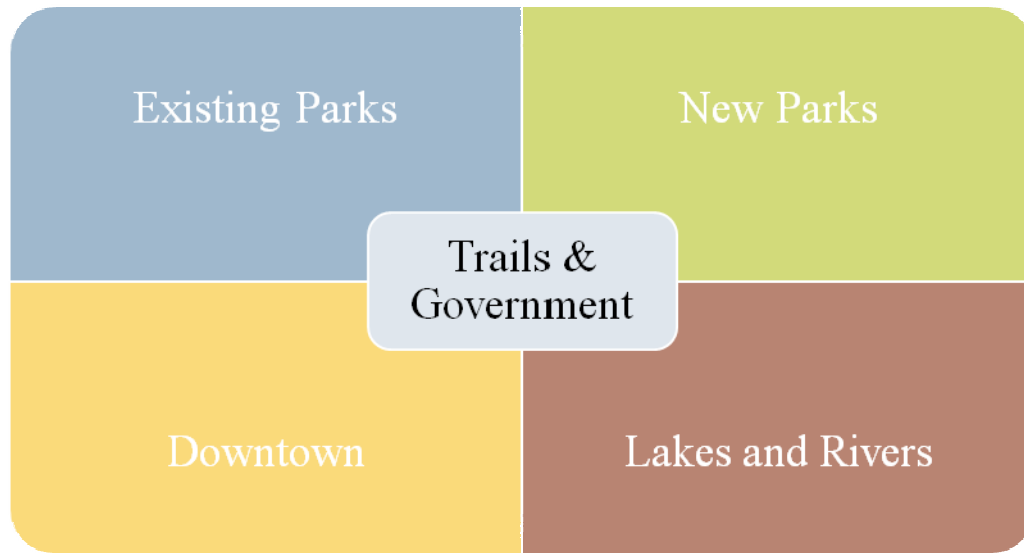 Existing Parks
New Parks
Trails &
Government
Downtown
Lakes and Rivers